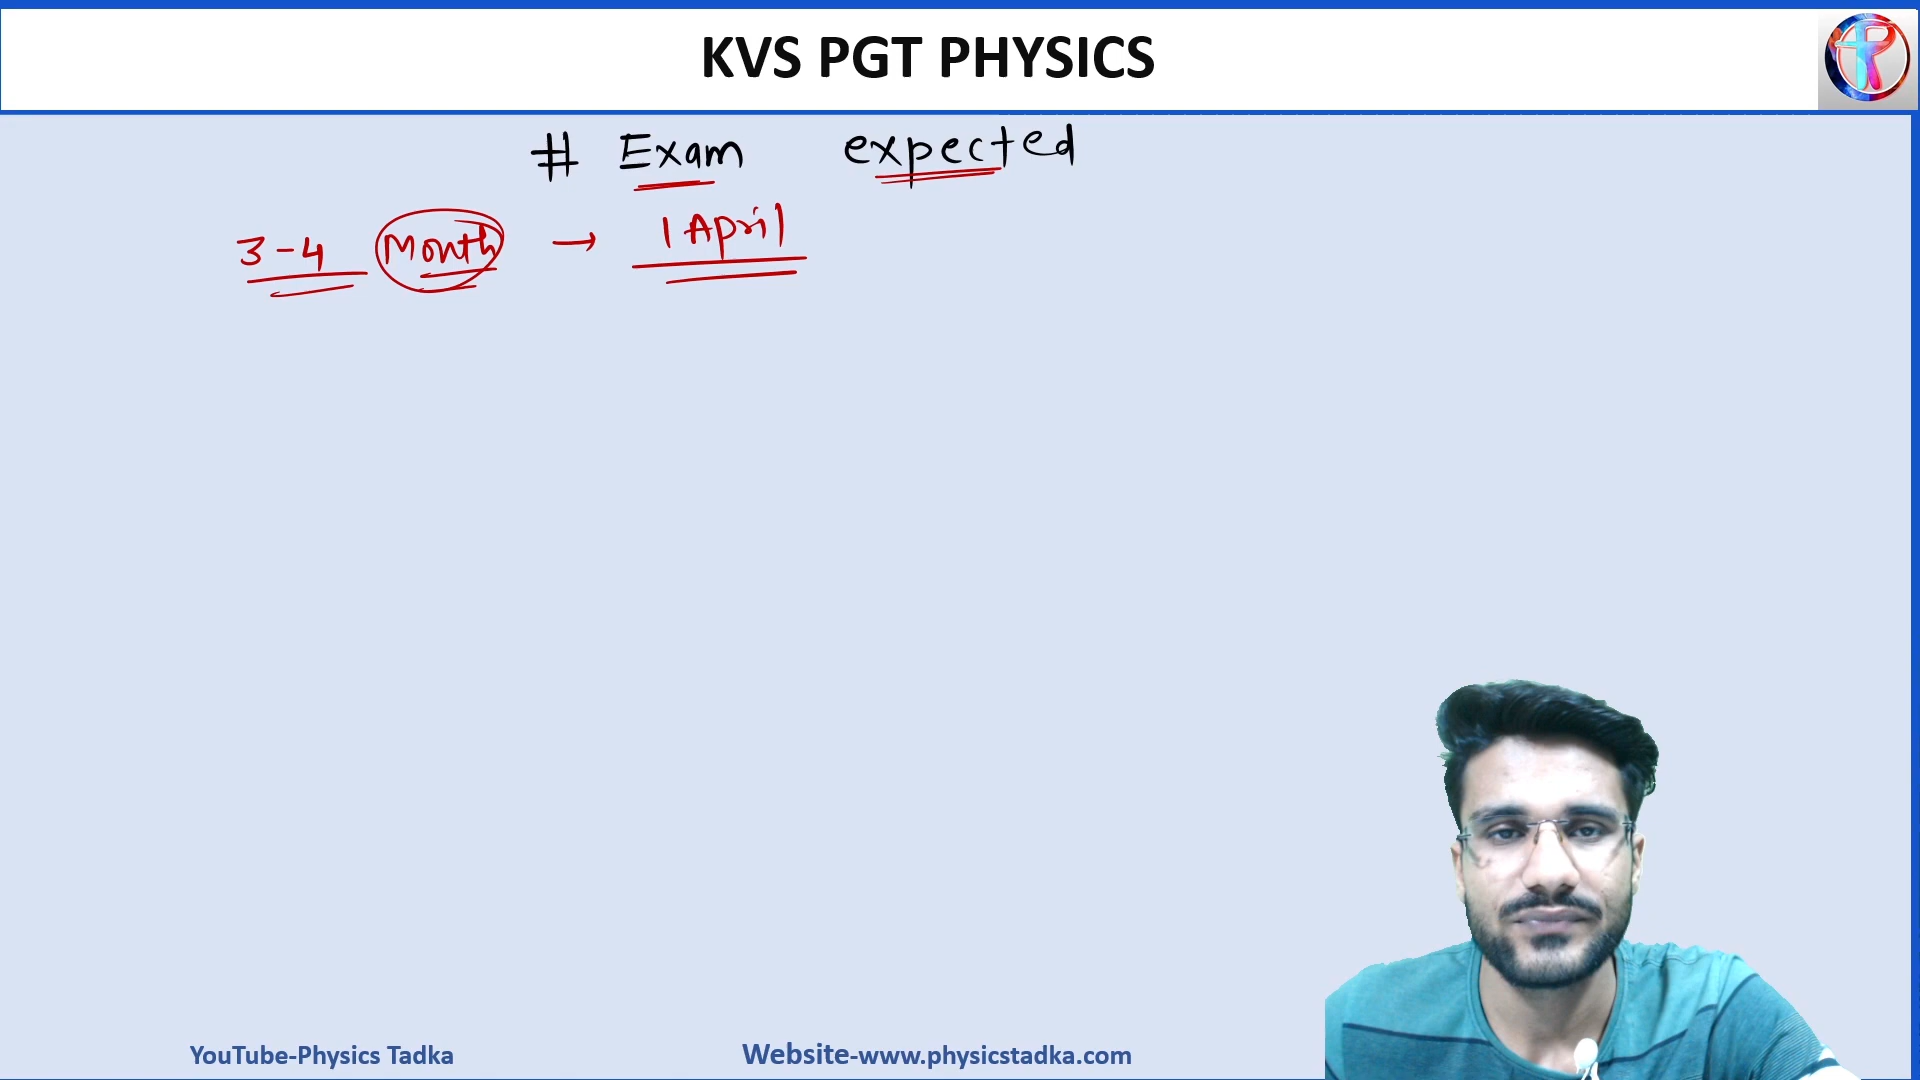 KVS PGT PHYSICS
# Exam expected
3-4 Month → 1 April
YouTube-Physics Tadka
Website-www.physicstadka.com